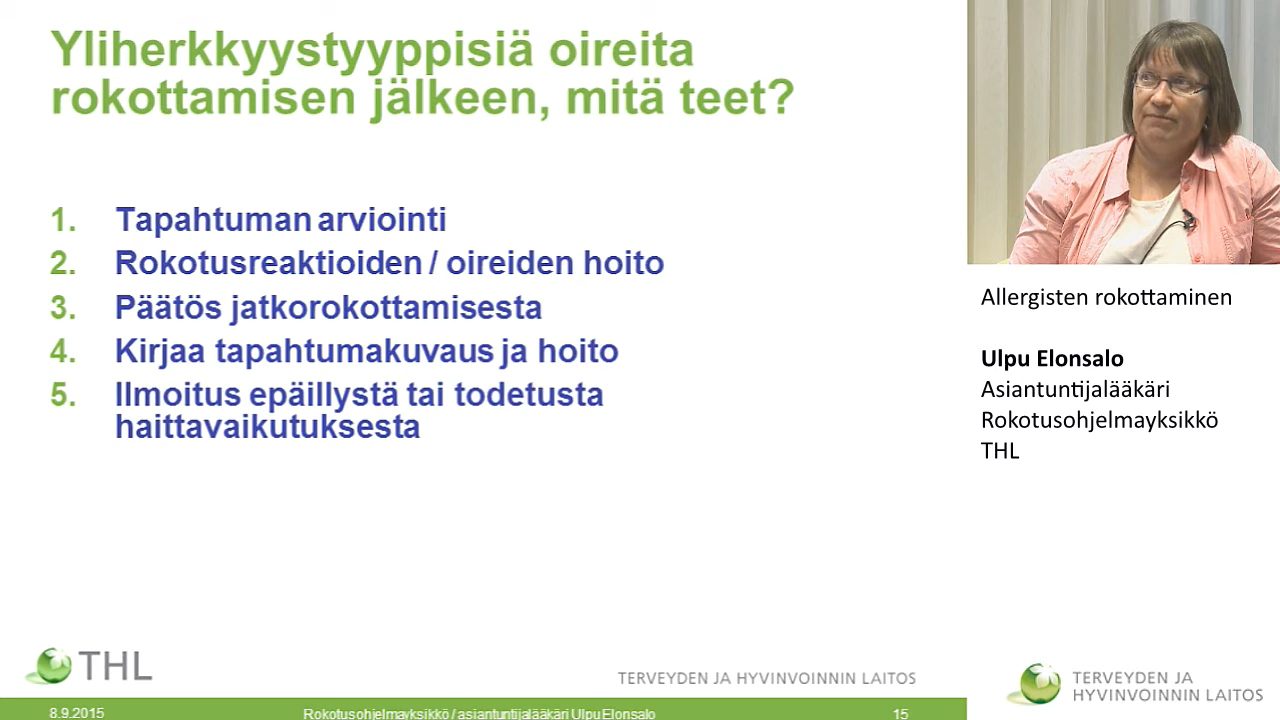 Yliherkkyystyyppisiä oireita
rokottamisen jälkeen, mitä teet?
1. Tapahtuman arviointi
2. Rokotusreaktioiden / oireiden hoito
3. Päätös jatkorokottamisesta
4. Kirjaa tapahtumakuvaus ja hoito
5. Ilmoitus epäillystä tai todetusta
haittavaikutuksesta
THL
TERVEYDEN JA HYVINVOINNIN LAITOS
8.9.2015 Rokotusohjelmayksikkö / asiantuntijalääkäri Ulpu Elonsalo 15
Allergisten rokottaminen
Ulpu Elonsalo
Asiantuntijalääkäri
Rokotusohjelmayksikkö
THL
TERVEYDEN JA
HYVINVOINNIN LAITOS